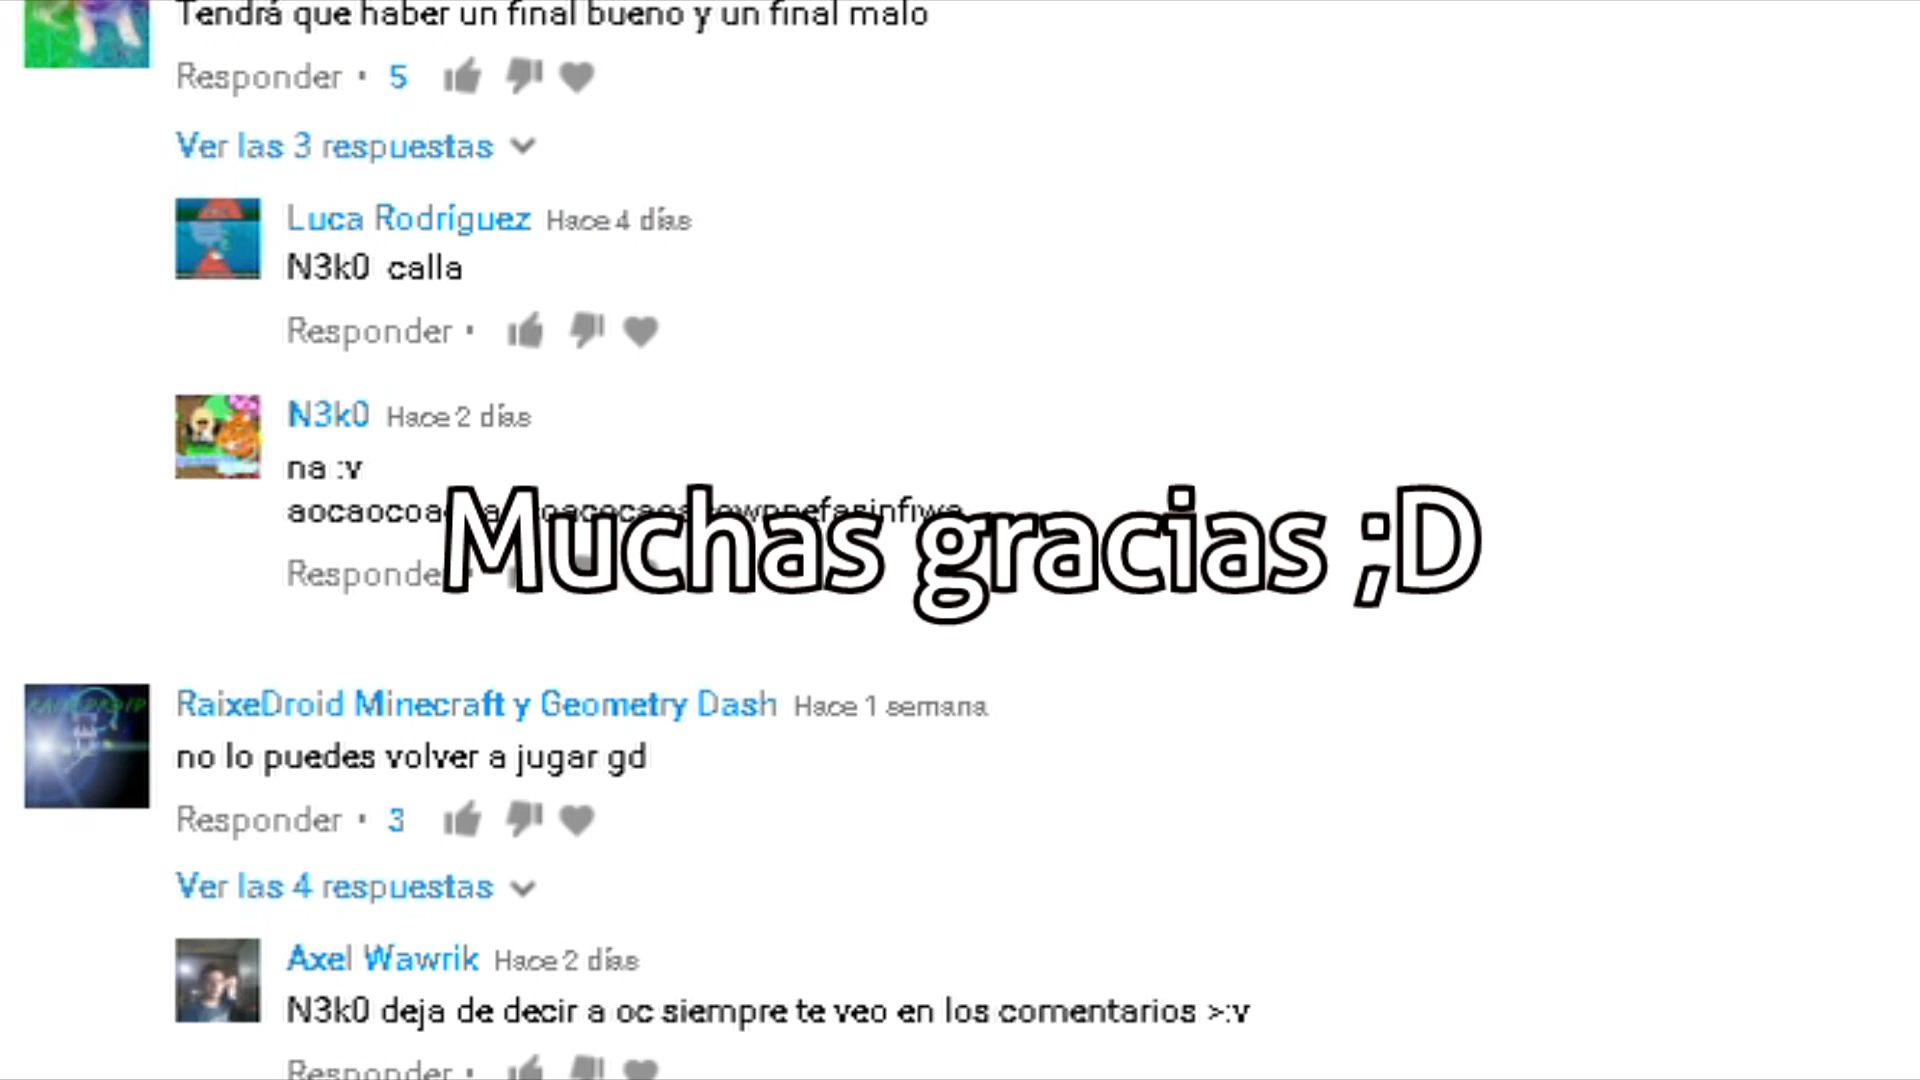 Tendrá que haber un final bueno y un final malo
Responder • 5
Ver las 3 respuestas
Luca Rodríguez Hace 4 días
N3k0 calla
Responder •
N3k0 Hace 2 días
na :v
Muchas gracias ;D
RaixeDroid Minecraft y Geometry Dash Hace 1 semana
no lo puedes volver a jugar gd
Responder • 3
Ver las 4 respuestas
Axel Wawrik Hace 2 días
N3k0 deja de decir a oc siempre te veo en los comentarios >:v
Responder •